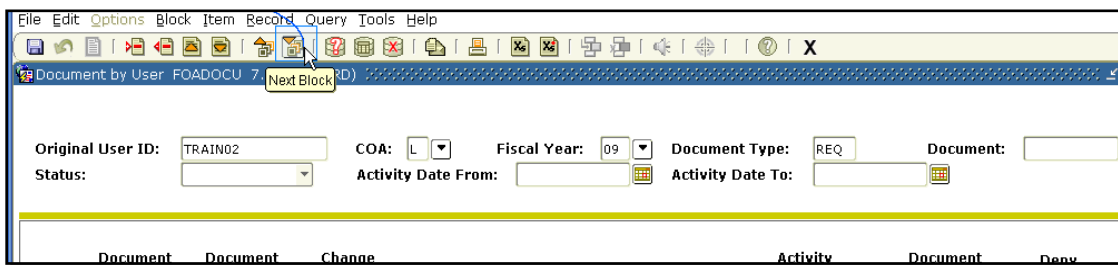 File Edit Options Block Item Record Query Tools Help
Document by User FOADOCU 7. RD)
Next Block
Original User ID: TRAIN02 COA: L Fiscal Year: 09 Document Type: REQ Document:
Status: Activity Date From: Activity Date To:
Document Document Change Activity Document Deny